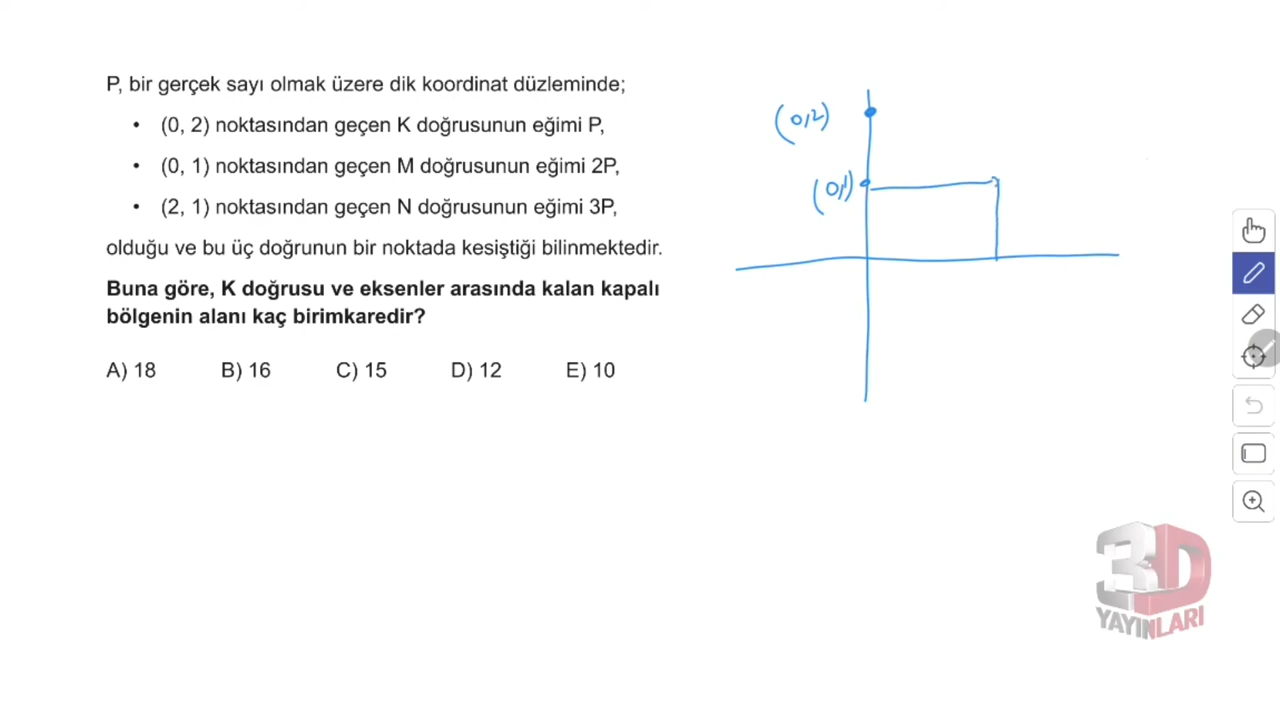 P, bir gerçek sayı olmak üzere dik koordinat düzleminde;
• (0, 2) noktasından geçen K doğrusunun eğimi P,
• (0, 1) noktasından geçen M doğrusunun eğimi 2P,
• (2, 1) noktasından geçen N doğrusunun eğimi 3P,
olduğu ve bu üç doğrunun bir noktada kesiştiği bilinmektedir.
Buna göre, K doğrusu ve eksenler arasında kalan kapalı
bölgenin alanı kaç birimkaredir?
A) 18 B) 16 C) 15 D) 12 E) 10
(0,2)
(0,1)
3D
YAYINLARI